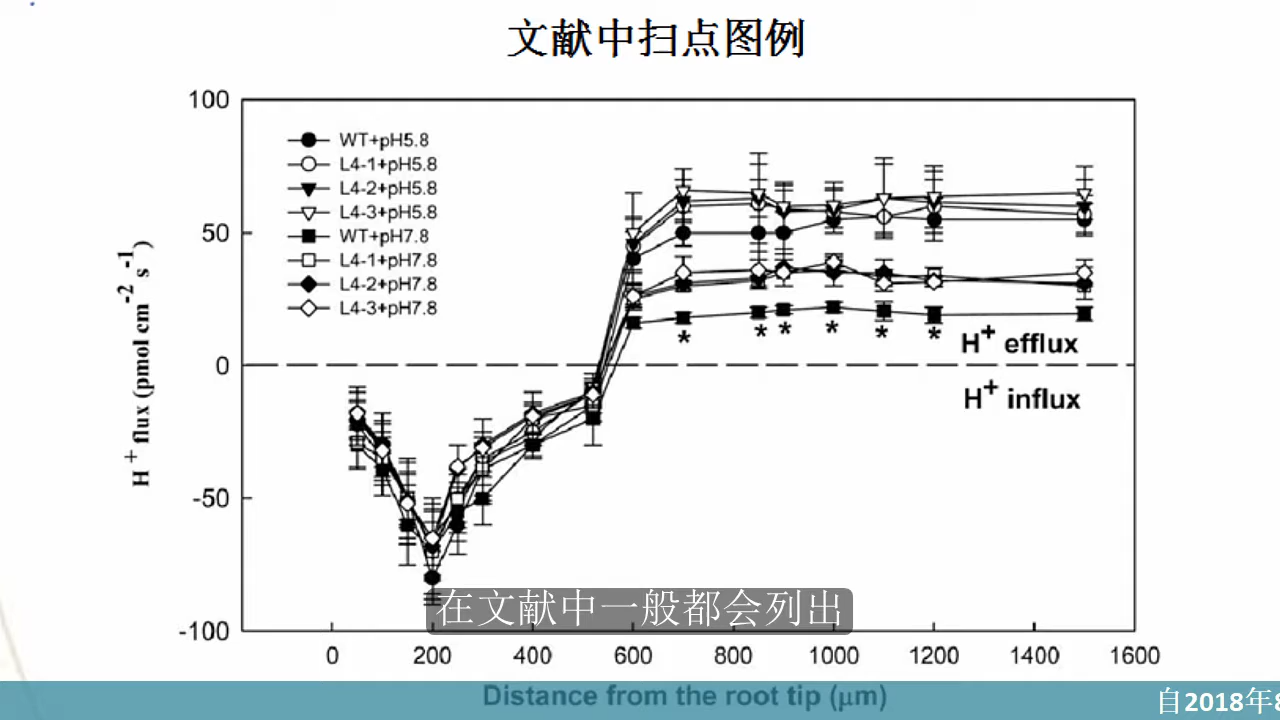 文献中扫点图例
100
50
0
-50
-100
H+ flux (pmol cm-2 s-1)
WT+pH5.8
L4-1+pH5.8
L4-2+pH5.8
L4-3+pH5.8
WT+pH7.8
L4-1+pH7.8
L4-2+pH7.8
L4-3+pH7.8
* * * * * *
H+ efflux
H+ influx
在文献中一般都会列出
0 200 400 600 800 1000 1200 1400 1600
Distance from the root tip (μm)
自2018年8